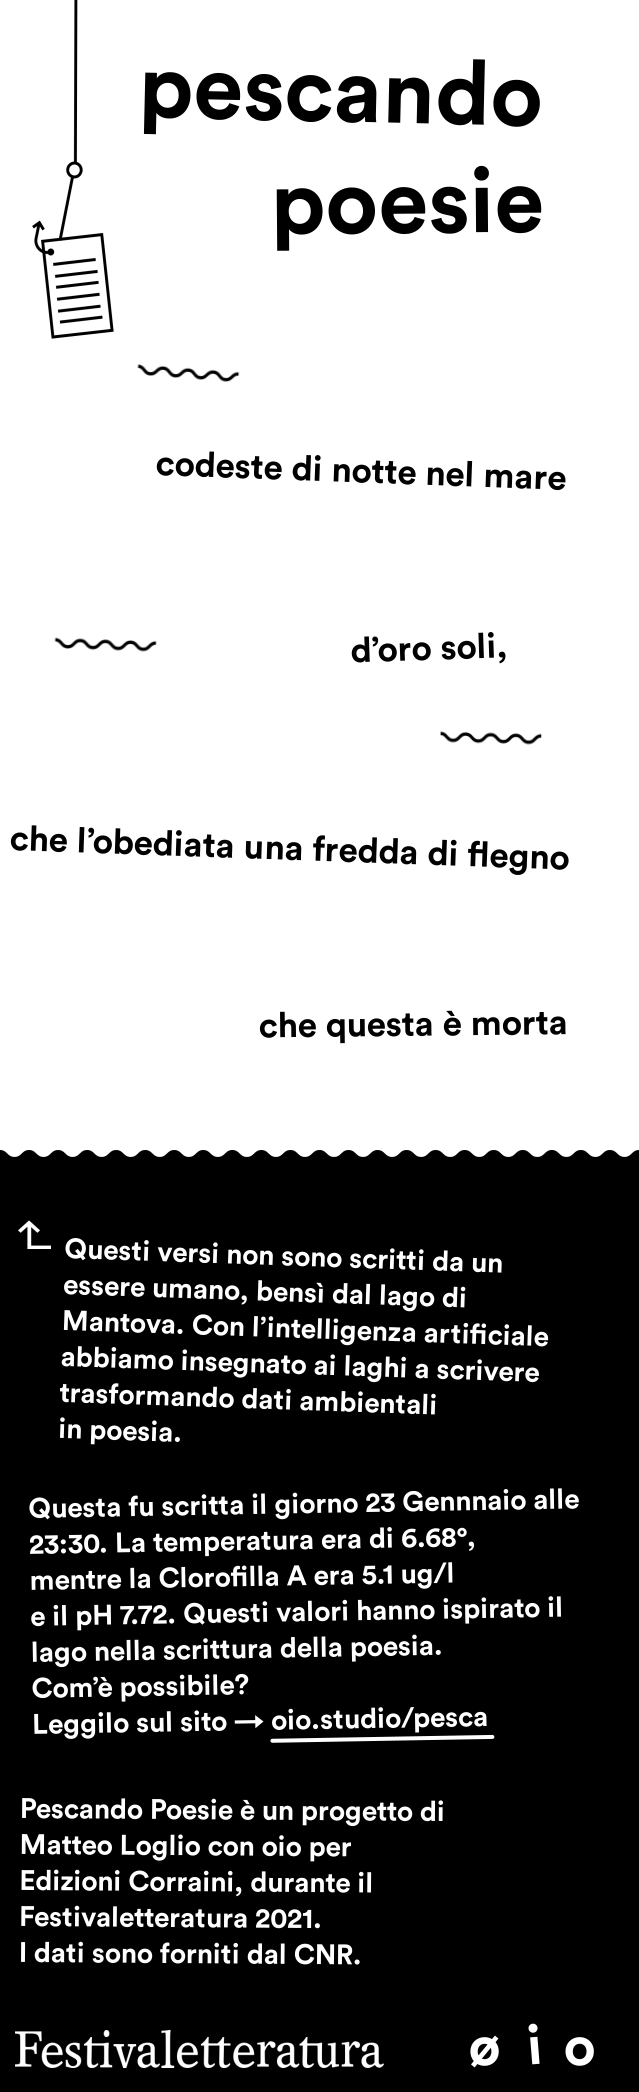 pescando
poesie
codeste di notte nel mare
d’oro soli,
che l’obediata una fredda di flegno
che questa è morta
Questi versi non sono scritti da un
essere umano, bensì dal lago di
Mantova. Con l’intelligenza artificiale
abbiamo insegnato ai laghi a scrivere
trasformando dati ambientali
in poesia.
Questa fu scritta il giorno 23 Gennnaio alle
23:30. La temperatura era di 6.68°,
mentre la Clorofilla A era 5.1 ug/l
e il pH 7.72. Questi valori hanno ispirato il
lago nella scrittura della poesia.
Com’è possibile?
Leggilo sul sito → oio.studio/pesca
Pescando Poesie è un progetto di
Matteo Loglio con oio per
Edizioni Corraini, durante il
Festivaletteratura 2021.
I dati sono forniti dal CNR.
Festivaletteratura ø i o